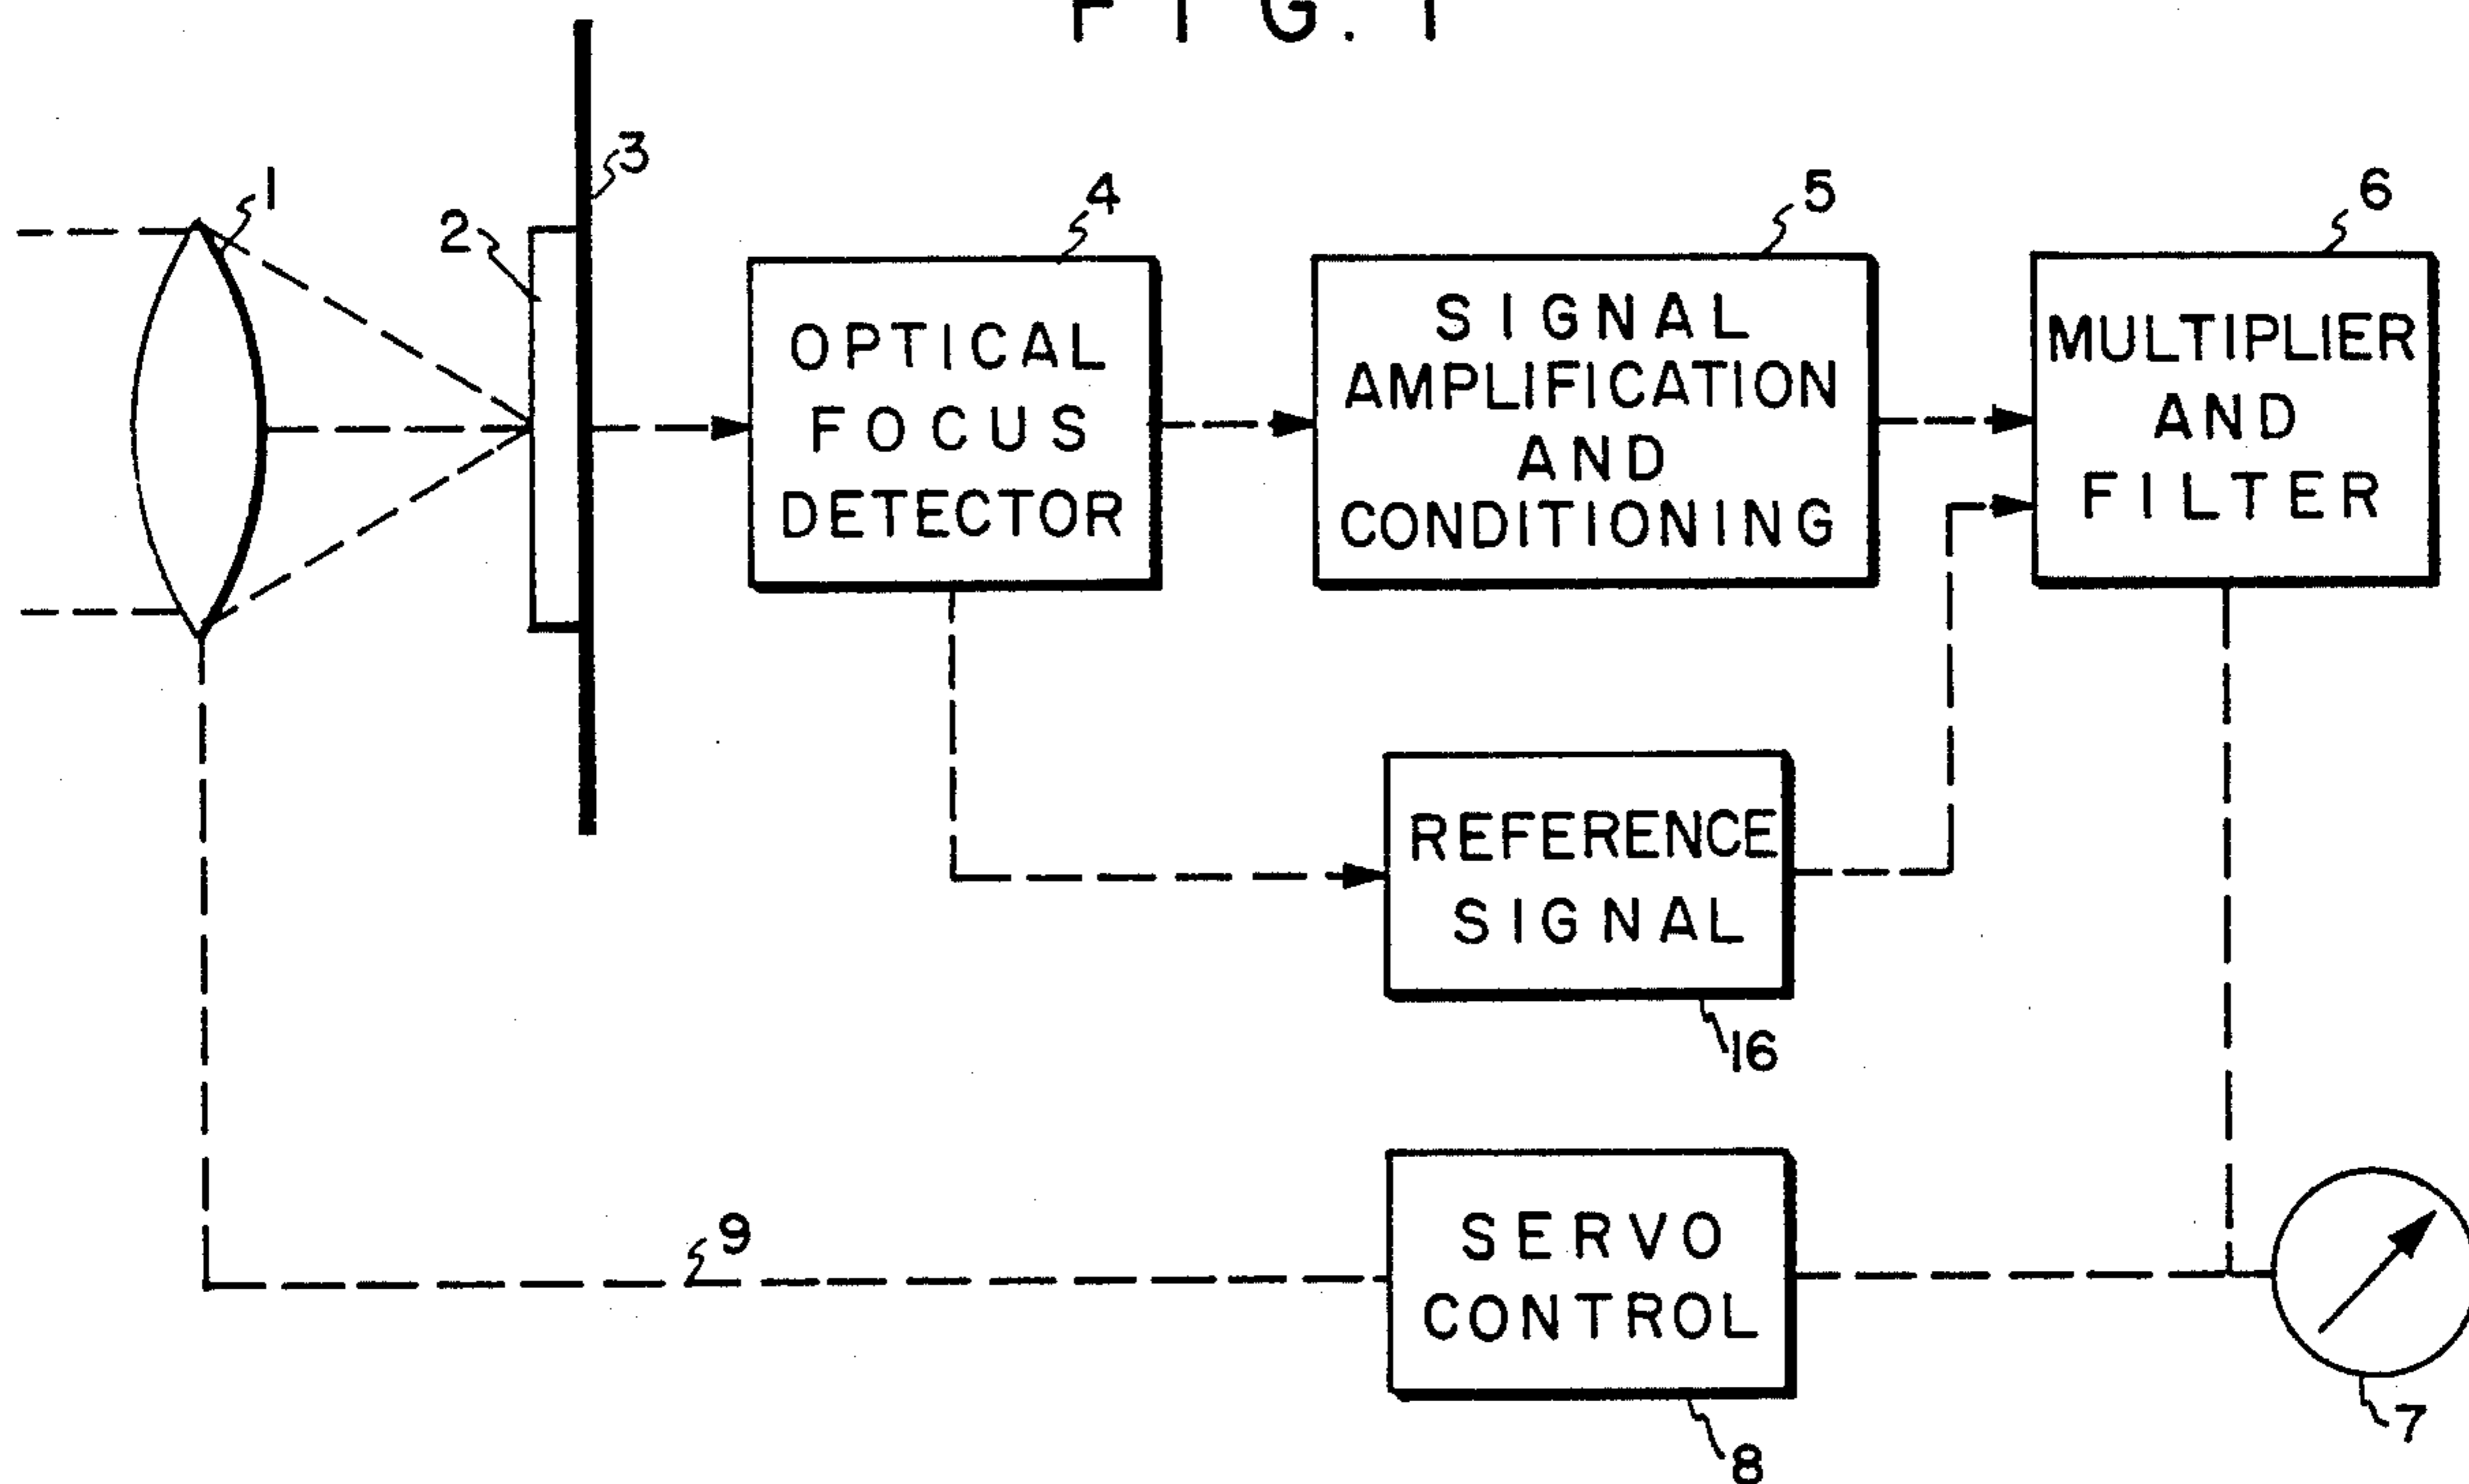 FIG. 1
1
2
3
4
5
6
OPTICAL
FOCUS
DETECTOR
SIGNAL
AMPLIFICATION
AND
CONDITIONING
MULTIPLIER
AND
FILTER
REFERENCE
SIGNAL
16
9
SERVO
CONTROL
8
7